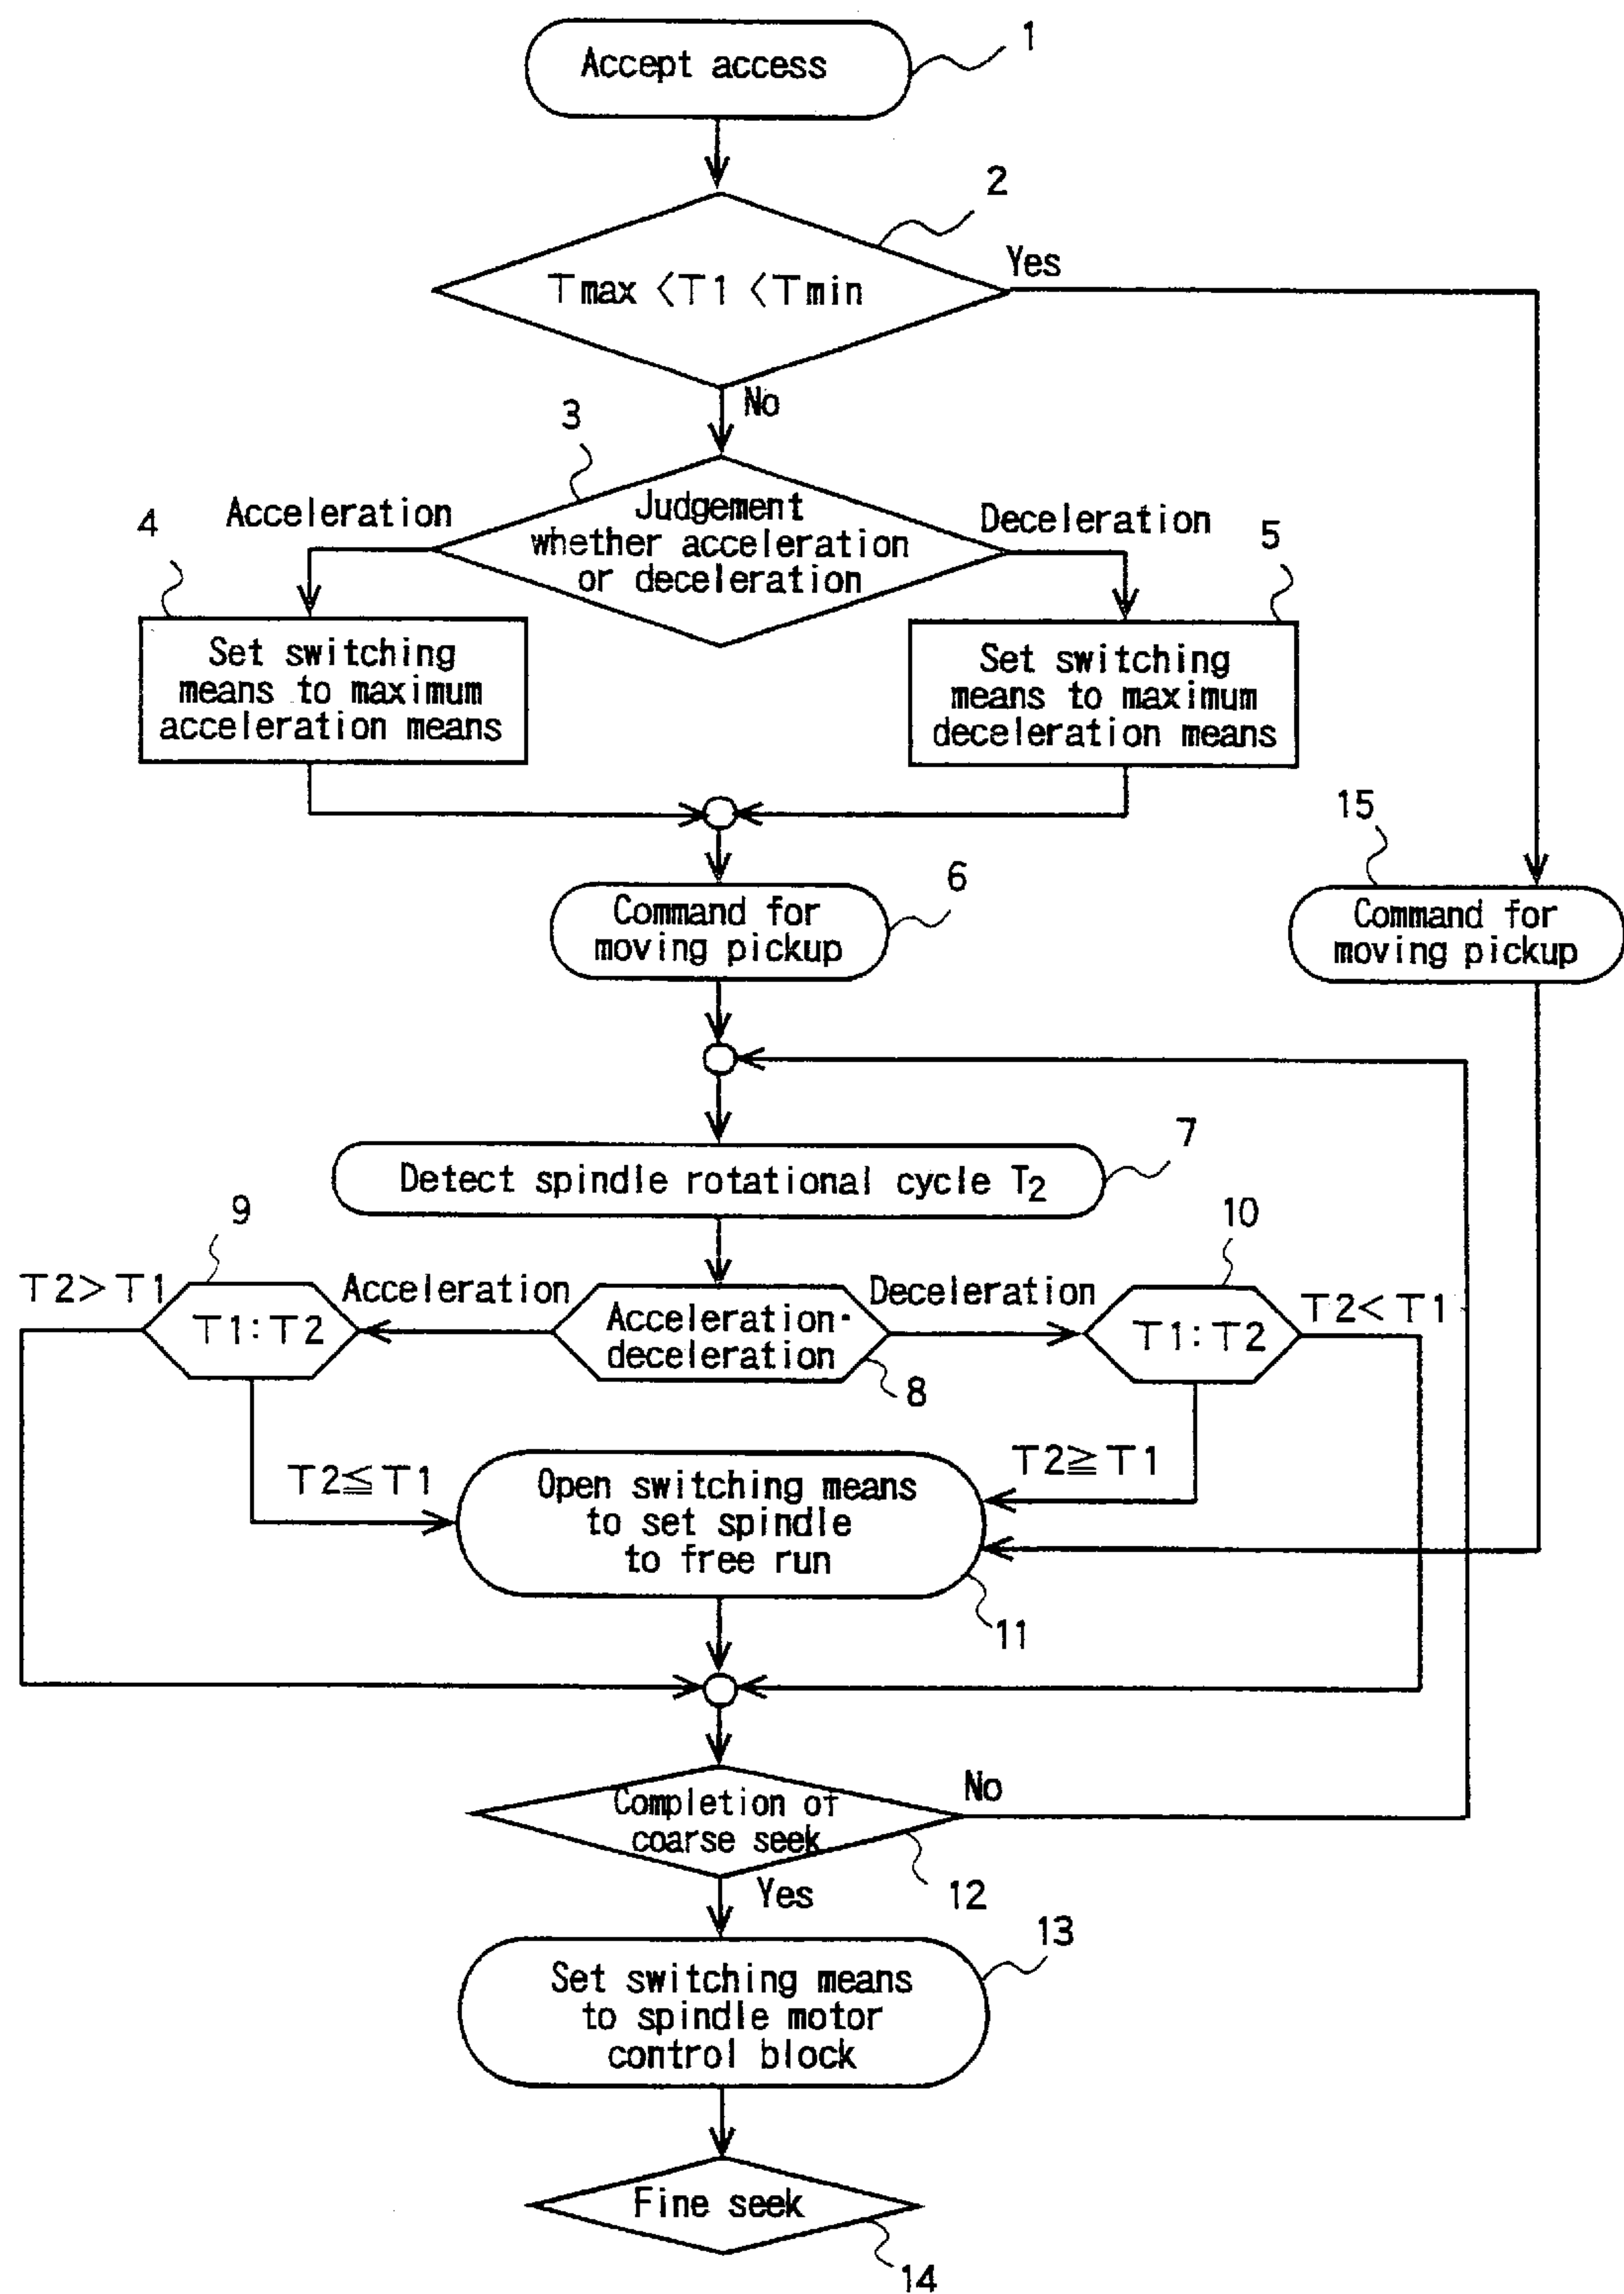 Accept access
1
2
Tmax <T1 <Tmin
Yes
No
3
Judgement
whether acceleration
or deceleration
Acceleration
Deceleration
4
5
Set switching
means to maximum
acceleration means
Set switching
means to maximum
deceleration means
15
6
Command for
moving pickup
Command for
moving pickup
7
Detect spindle rotational cycle T2
9
10
T2>T1
T1:T2
Acceleration
Acceleration·
deceleration
8
Deceleration
T1:T2
T2<T1
T2≦T1
T2≧T1
Open switching means
to set spindle
to free run
11
Completion of
coarse seek
No
12
Yes
13
Set switching means
to spindle motor
control block
Fine seek
14